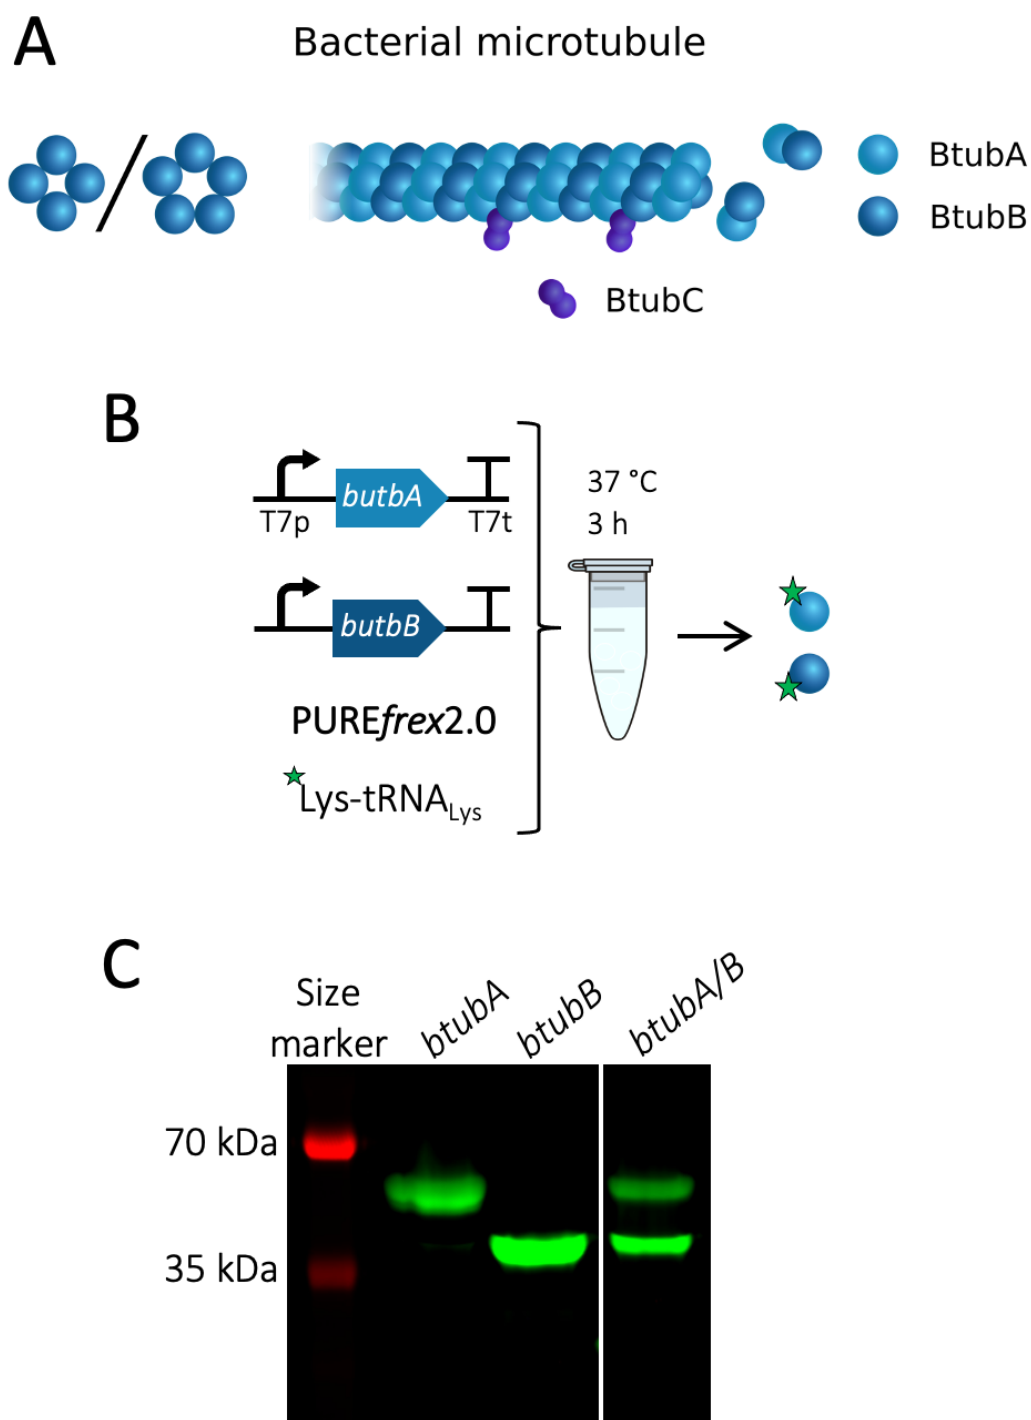 A
Bacterial microtubule
BtubA
BtubB
BtubC
B
butbA
T7p
T7t
butbB
PUREfrex2.0
Lys-tRNALys
37 °C
3 h
C
Size
marker
btubA
btubB
btubA/B
70 kDa
35 kDa